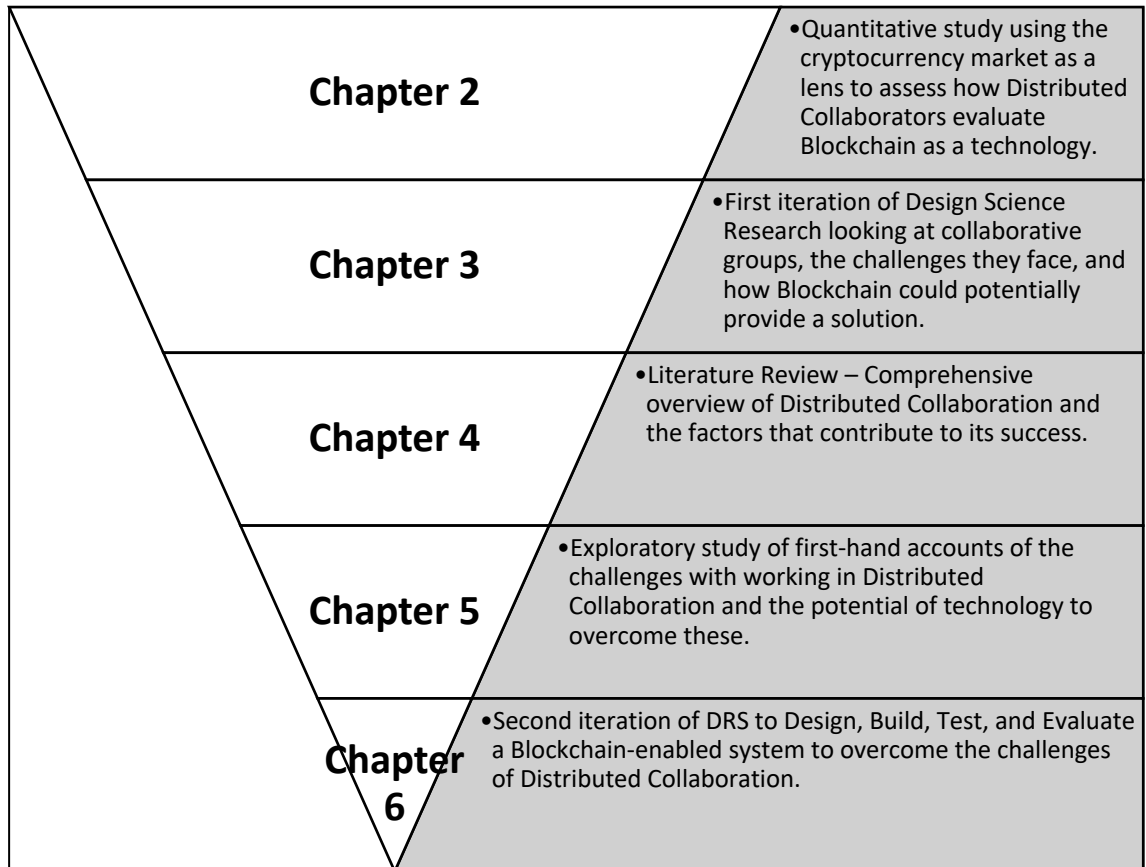 Chapter 2
•Quantitative study using the
cryptocurrency market as a
lens to assess how Distributed
Collaborators evaluate
Blockchain as a technology.
Chapter 3
•First iteration of Design Science
Research looking at collaborative
groups, the challenges they face, and
how Blockchain could potentially
provide a solution.
Chapter 4
•Literature Review – Comprehensive
overview of Distributed Collaboration and
the factors that contribute to its success.
Chapter 5
•Exploratory study of first-hand accounts of the
challenges with working in Distributed
Collaboration and the potential of technology to
overcome these.
Chapter
6
•Second iteration of DRS to Design, Build, Test, and Evaluate
a Blockchain-enabled system to overcome the challenges
of Distributed Collaboration.